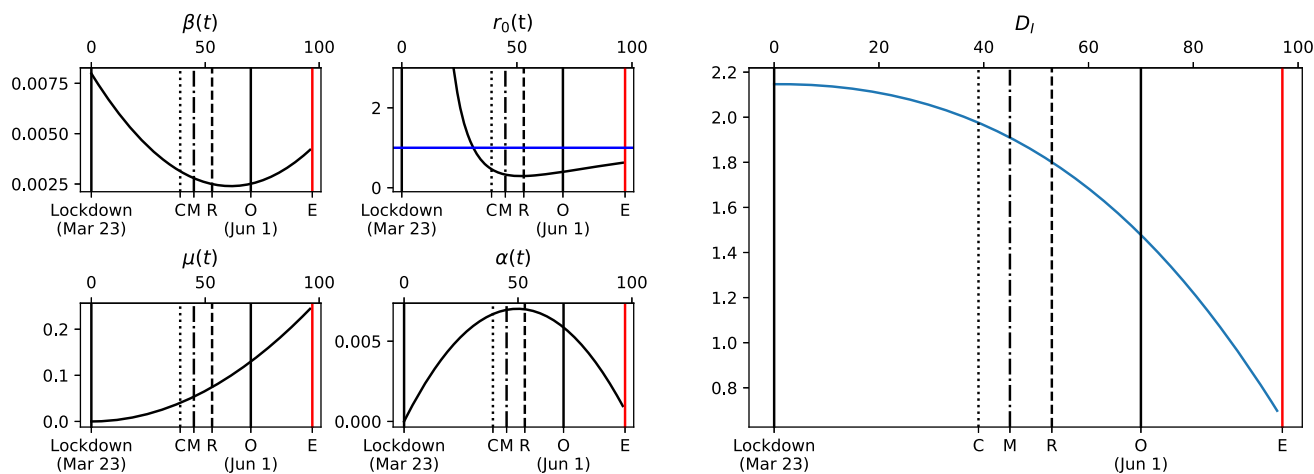 β(t)
0 50 100
0.0075
0.0050
0.0025
Lockdown C M R O E
(Mar 23) (Jun 1)
r₀(t)
0 50 100
2
0
Lockdown C M R O E
(Mar 23) (Jun 1)
μ(t)
0 50 100
0.2
0.1
0.0
Lockdown C M R O E
(Mar 23) (Jun 1)
α(t)
0 50 100
0.005
0.000
Lockdown C M R O E
(Mar 23) (Jun 1)
D_I
0 20 40 60 80 100
2.2
2.0
1.8
1.6
1.4
1.2
1.0
0.8
Lockdown C M R O E
(Mar 23) (Jun 1)